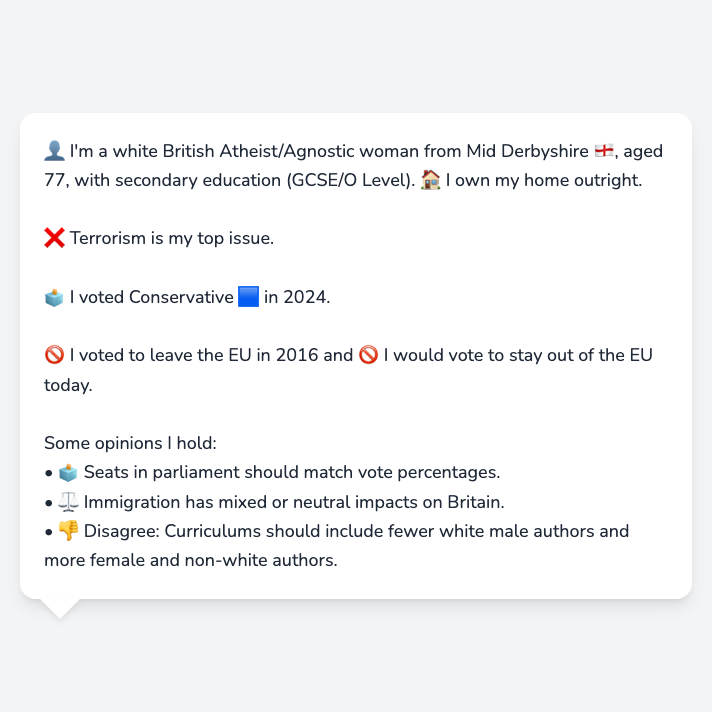 👤 I'm a white British Atheist/Agnostic woman from Mid Derbyshire 🏴󠁧󠁢󠁥󠁮󠁧󠁿, aged
77, with secondary education (GCSE/O Level). 🏠 I own my home outright.
❌ Terrorism is my top issue.
🗳️ I voted Conservative 🟦 in 2024.
🚫 I voted to leave the EU in 2016 and 🚫 I would vote to stay out of the EU
today.
Some opinions I hold:
• 🗳️ Seats in parliament should match vote percentages.
• ⚖️ Immigration has mixed or neutral impacts on Britain.
• 👎 Disagree: Curriculums should include fewer white male authors and
more female and non-white authors.